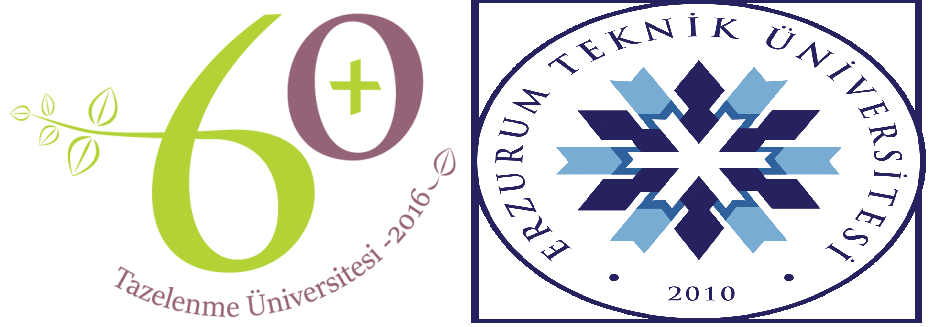 60+
Tazelenme Üniversitesi -2016
ERZURUM TEKNİK ÜNİVERSİTESİ
2010